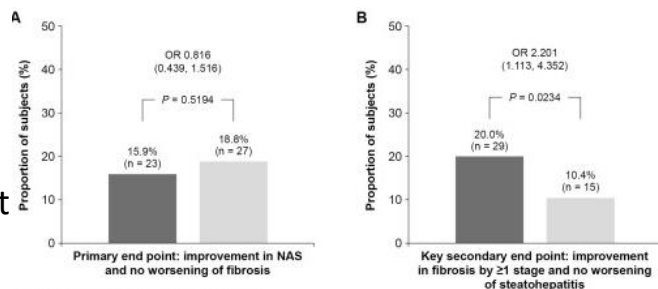 A
Proportion of subjects (%)
50
40
30
20
10
0
OR 0.816
(0.439, 1.516)
P = 0.5194
15.9%
(n = 23)
18.8%
(n = 27)
Primary end point: improvement in NAS
and no worsening of fibrosis
t
B
Proportion of subjects (%)
50
40
30
20
10
0
OR 2.201
(1.113, 4.352)
P = 0.0234
20.0%
(n = 29)
10.4%
(n = 15)
Key secondary end point: improvement
in fibrosis by ≥1 stage and no worsening
of steatohepatitis